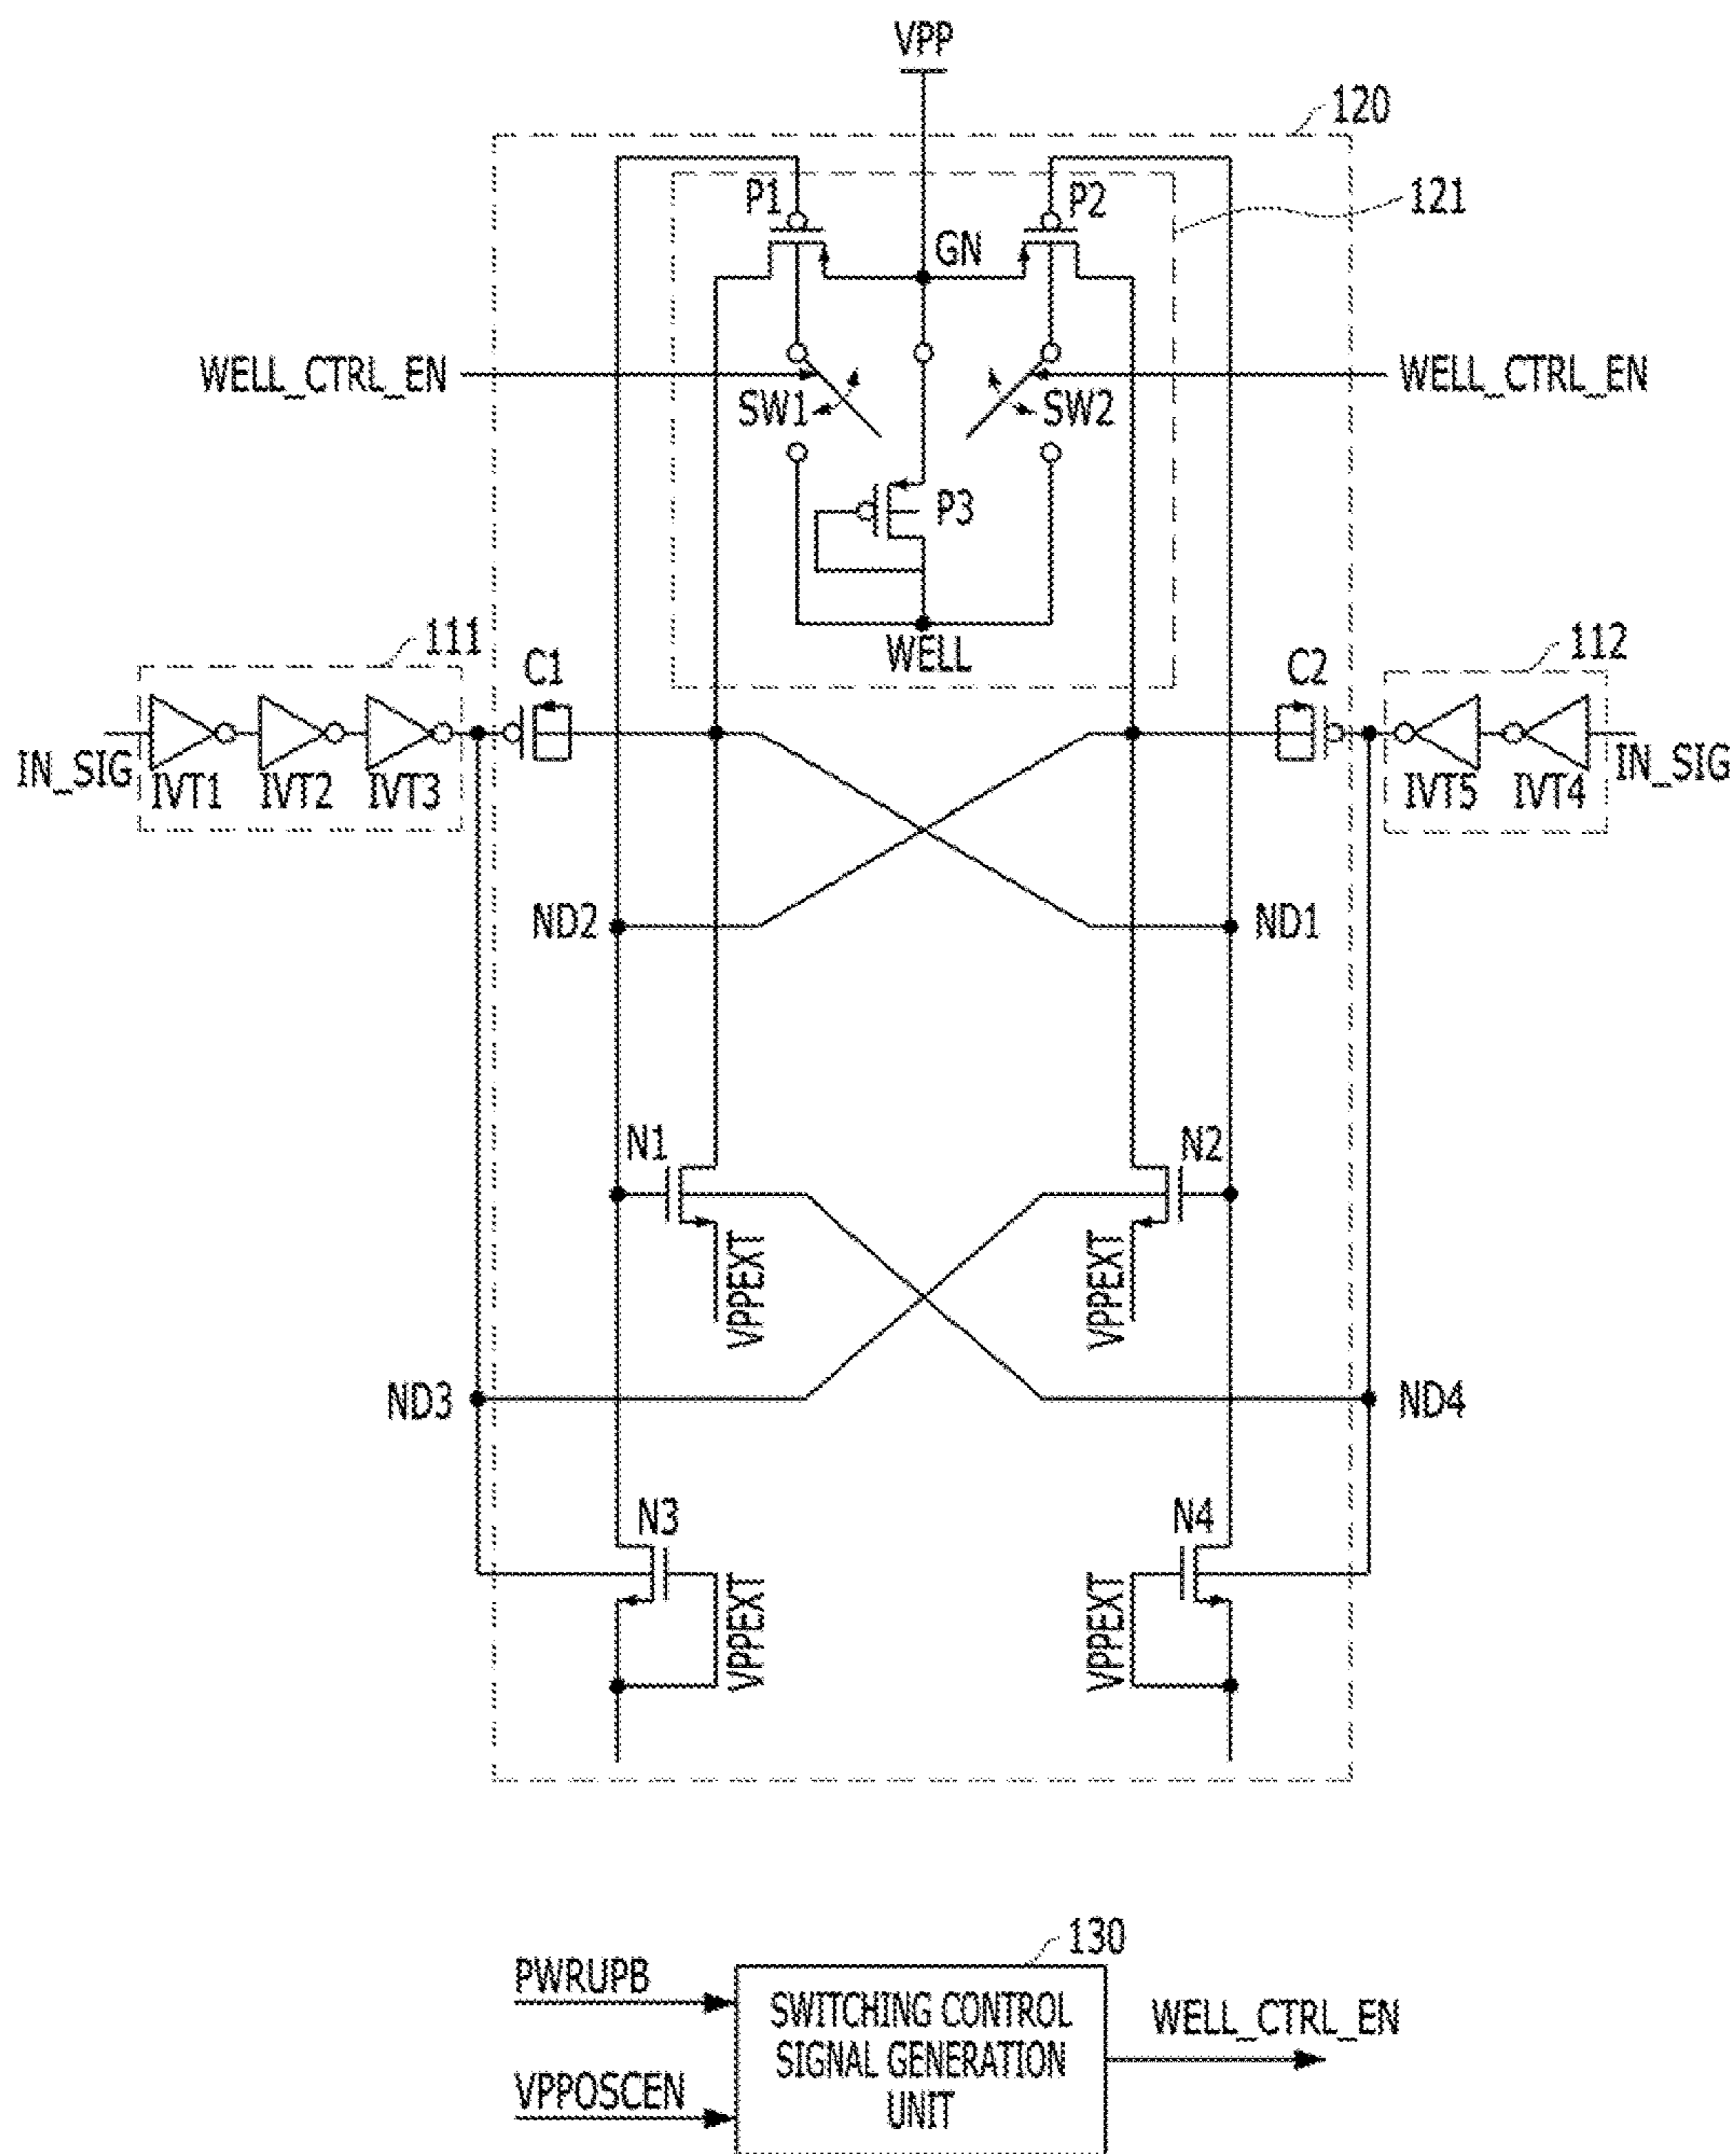 VPP
120
P1
P2
121
GN
WELL_CTRL_EN
WELL_CTRL_EN
SW1
SW2
P3
WELL
111
C1
C2
112
IN_SIG
IVT1
IVT2
IVT3
IVT5
IVT4
IN_SIG
ND2
ND1
N1
N2
VPPEXT
VPPEXT
ND3
ND4
N3
N4
VPPEXT
VPPEXT
130
PWRUPB
SWITCHING CONTROL
SIGNAL GENERATION
UNIT
WELL_CTRL_EN
VPPOSCEN